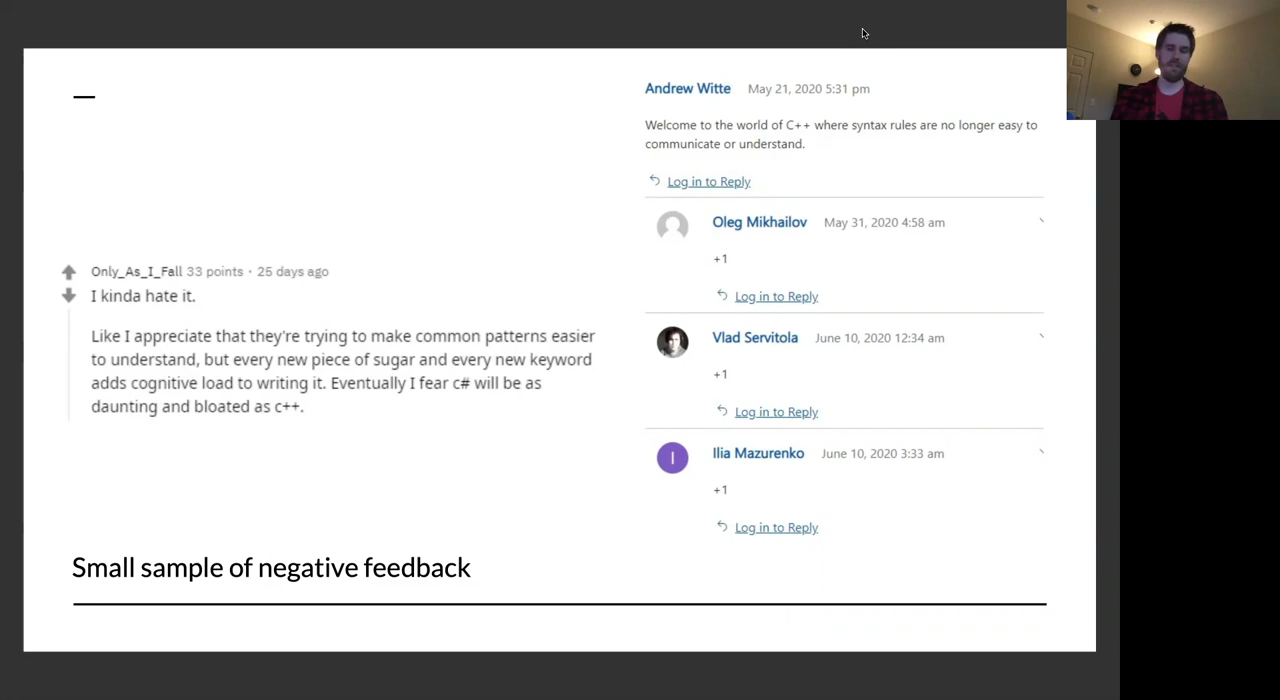 Only_As_I_Fall 33 points · 25 days ago
I kinda hate it.
Like I appreciate that they're trying to make common patterns easier
to understand, but every new piece of sugar and every new keyword
adds cognitive load to writing it. Eventually I fear c# will be as
daunting and bloated as c++.
Andrew Witte May 21, 2020 5:31 pm
Welcome to the world of C++ where syntax rules are no longer easy to
communicate or understand.
Log in to Reply
Oleg Mikhailov May 31, 2020 4:58 am
+1
Log in to Reply
Vlad Servitola June 10, 2020 12:34 am
+1
Log in to Reply
I
Ilia Mazurenko June 10, 2020 3:33 am
+1
Log in to Reply
Small sample of negative feedback